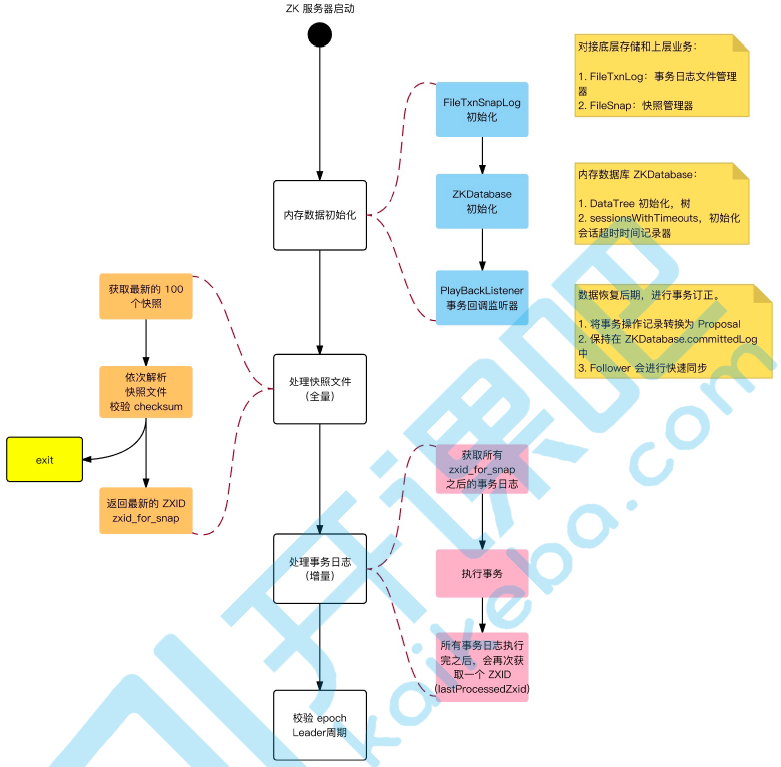 ZK 服务器启动
内存数据初始化
FileTxnSnapLog
初始化
ZKDatabase
初始化
PlayBackListener
事务回调监听器
对接底层存储和上层业务：
1. FileTxnLog：事务日志文件管理
器
2. FileSnap：快照管理器
内存数据库 ZKDatabase：
1. DataTree 初始化，树
2. sessionWithTimeouts，初始化
会话超时时间记录器
数据恢复后期，进行事务订正。
1. 将事务操作记录转换为 Proposal
2. 保持在 ZKDatabase.committedLog
中
3. Follower 会进行快速同步
处理快照文件
（全量）
获取最新的 100
个快照
依次解析
快照文件
校验 checksum
exit
返回最新的 ZXID
zxid_for_snap
处理事务日志
（增量）
获取所有
zxid_for_snap
之后的事务日志
执行事务
所有事务日志执行
完之后，会再次获
取一个 ZXID
(lastProcessedZxid)
校验 epoch
Leader周期
开课吧
kaikeba.com